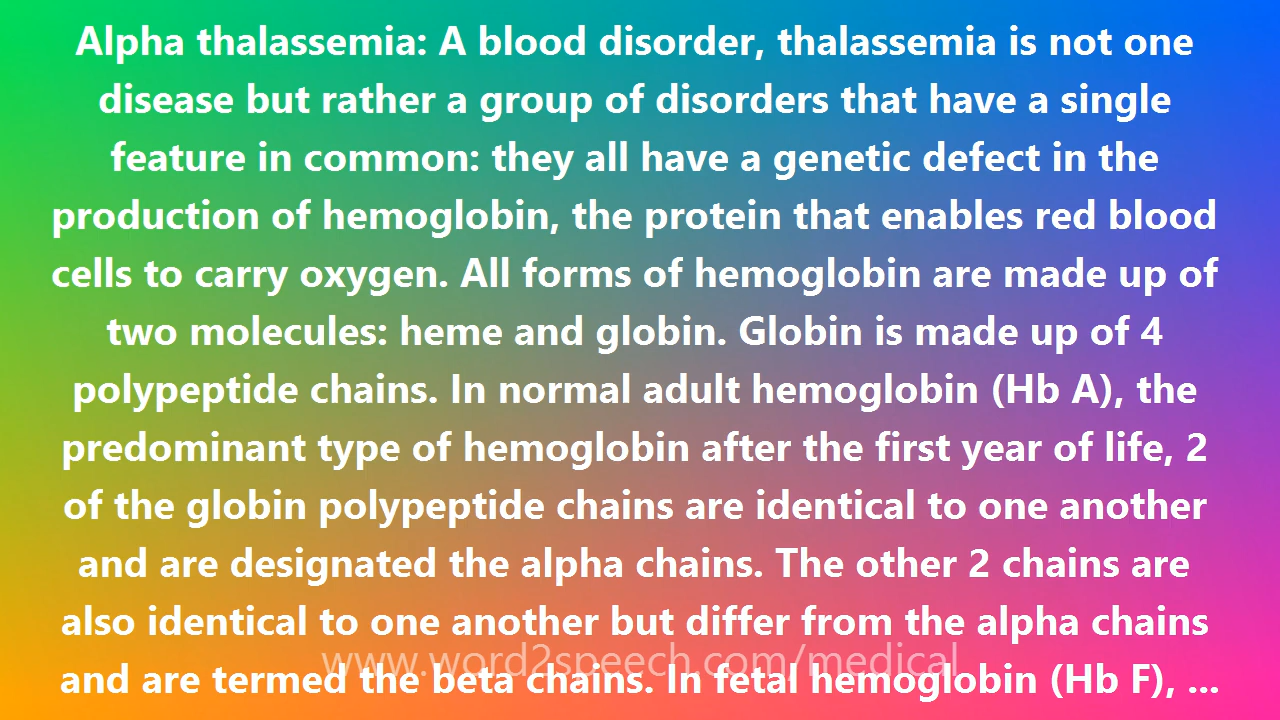 Alpha thalassemia: A blood disorder, thalassemia is not one
disease but rather a group of disorders that have a single
feature in common: they all have a genetic defect in the
production of hemoglobin, the protein that enables red blood
cells to carry oxygen. All forms of hemoglobin are made up of
two molecules: heme and globin. Globin is made up of 4
polypeptide chains. In normal adult hemoglobin (Hb A), the
predominant type of hemoglobin after the first year of life, 2
of the globin polypeptide chains are identical to one another
and are designated the alpha chains. The other 2 chains are
also identical to one another but differ from the alpha chains
www.word2speech.com/medical
and are termed the beta chains. In fetal hemoglobin (Hb F), ...